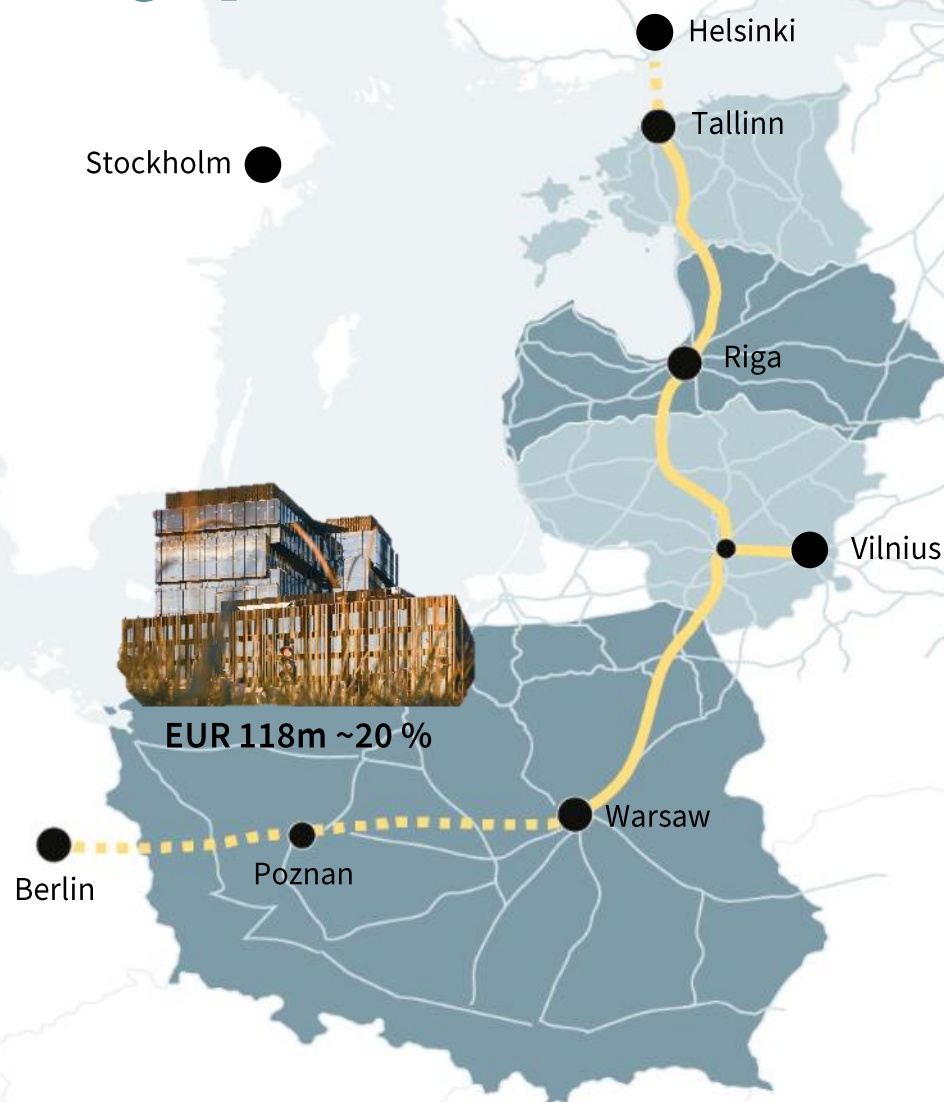 Helsinki
Tallinn
Stockholm
Riga
Vilnius
EUR 118m ~20 %
Warsaw
Poznan
Berlin